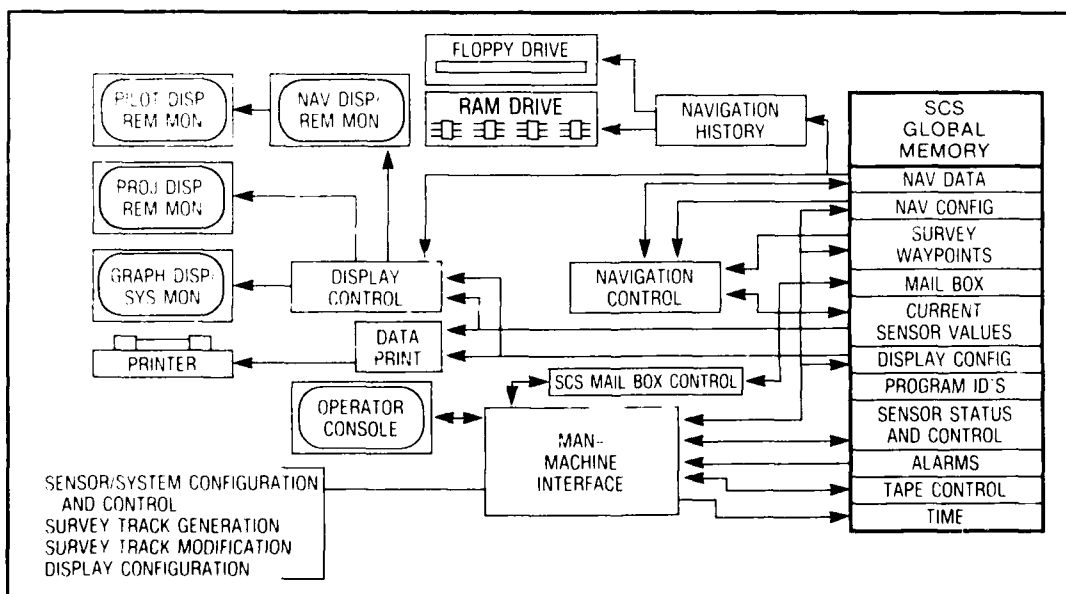 FLOPPY DRIVE
PILOT DISP
REM MON
NAV DISP/
REM MON
RAM DRIVE
NAVIGATION
HISTORY
SCS
GLOBAL
MEMORY
PROJ DISP
REM MON
NAV DATA
NAV CONFIG
SURVEY
WAYPOINTS
GRAPH DISP/
SYS MON
DISPLAY
CONTROL
NAVIGATION
CONTROL
MAIL BOX
CURRENT
SENSOR VALUES
DATA
PRINT
PRINTER
DISPLAY CONFIG
SCS MAIL BOX CONTROL
PROGRAM ID'S
OPERATOR
CONSOLE
MAN-
MACHINE
INTERFACE
SENSOR STATUS
AND CONTROL
ALARMS
TAPE CONTROL
TIME
SENSOR/SYSTEM CONFIGURATION
AND CONTROL
SURVEY TRACK GENERATION
SURVEY TRACK MODIFICATION
DISPLAY CONFIGURATION